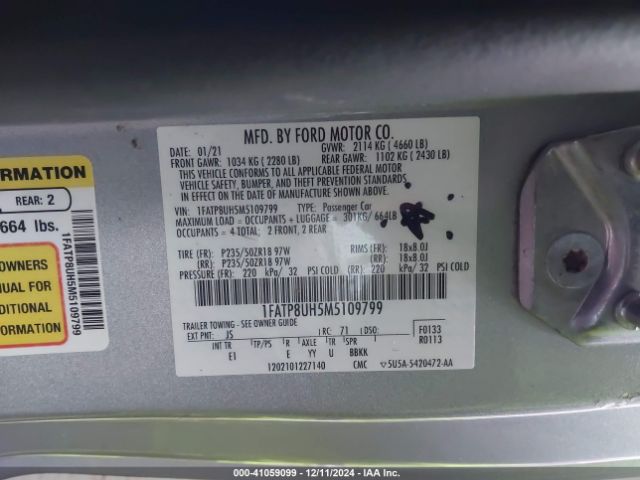 MFD. BY FORD MOTOR CO.
DATE: 01/21 GVWR: 2114 KG ( 4660 LB)
FRONT GAWR: 1034 KG ( 2280 LB) REAR GAWR: 1102 KG ( 2430 LB)
THIS VEHICLE CONFORMS TO ALL APPLICABLE FEDERAL MOTOR
VEHICLE SAFETY, BUMPER, AND THEFT PREVENTION STANDARDS
IN EFFECT ON THE DATE OF MANUFACTURE SHOWN ABOVE.
VIN: 1FATP8UH5M5109799 TYPE: Passenger Car
MAXIMUM LOAD = OCCUPANTS + LUGGAGE = 301KG/ 664LB
OCCUPANTS = 4 TOTAL: 2 FRONT, 2 REAR
TIRE (FR): P235/50ZR18 97W RIMS (FR): 18x8.0J
(RR): P235/50ZR18 97W (RR): 18x8.0J
PRESSURE (FR): 220 kPa/ 32 PSI COLD (RR): 220 kPa/ 32 PSI COLD
1FATP8UH5M5109799
TRAILER TOWING - SEE OWNER GUIDE
EXT PNT: JS RC: 71 DSO: F0133
R0113
INT TR TP/PS R AXLE TR SPR
EI E YY U BBKK
1202101227140 CMC 5U5A-5420472-AA
FORMATION
REAR: 2
664 lbs.
OWNERS
NUAL FOR
DITIONAL
FORMATION
1FATP8UH5M5109799
000-41059099 - 12/11/2024 - IAA Inc.